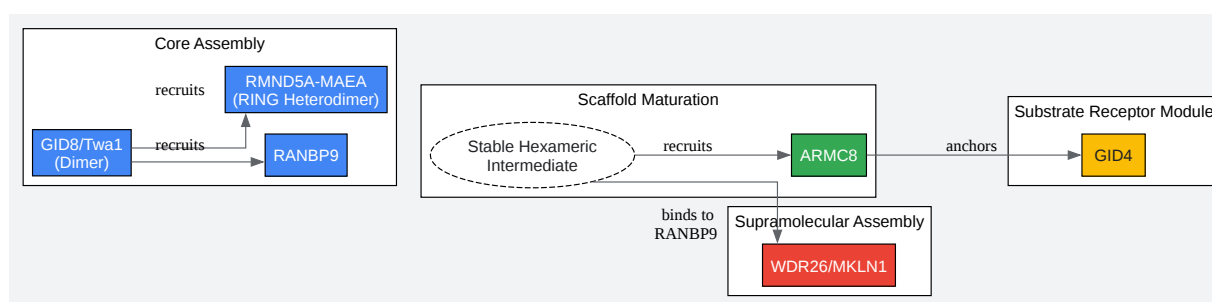 Core Assembly
RMND5A-MAEA
(RING Heterodimer)
recruits
GID8/Twa1
(Dimer)
recruits
RANBP9
Scaffold Maturation
Stable Hexameric
Intermediate
recruits
ARMC8
anchors
Substrate Receptor Module
GID4
binds to
RANBP9
Supramolecular Assembly
WDR26/MKLN1